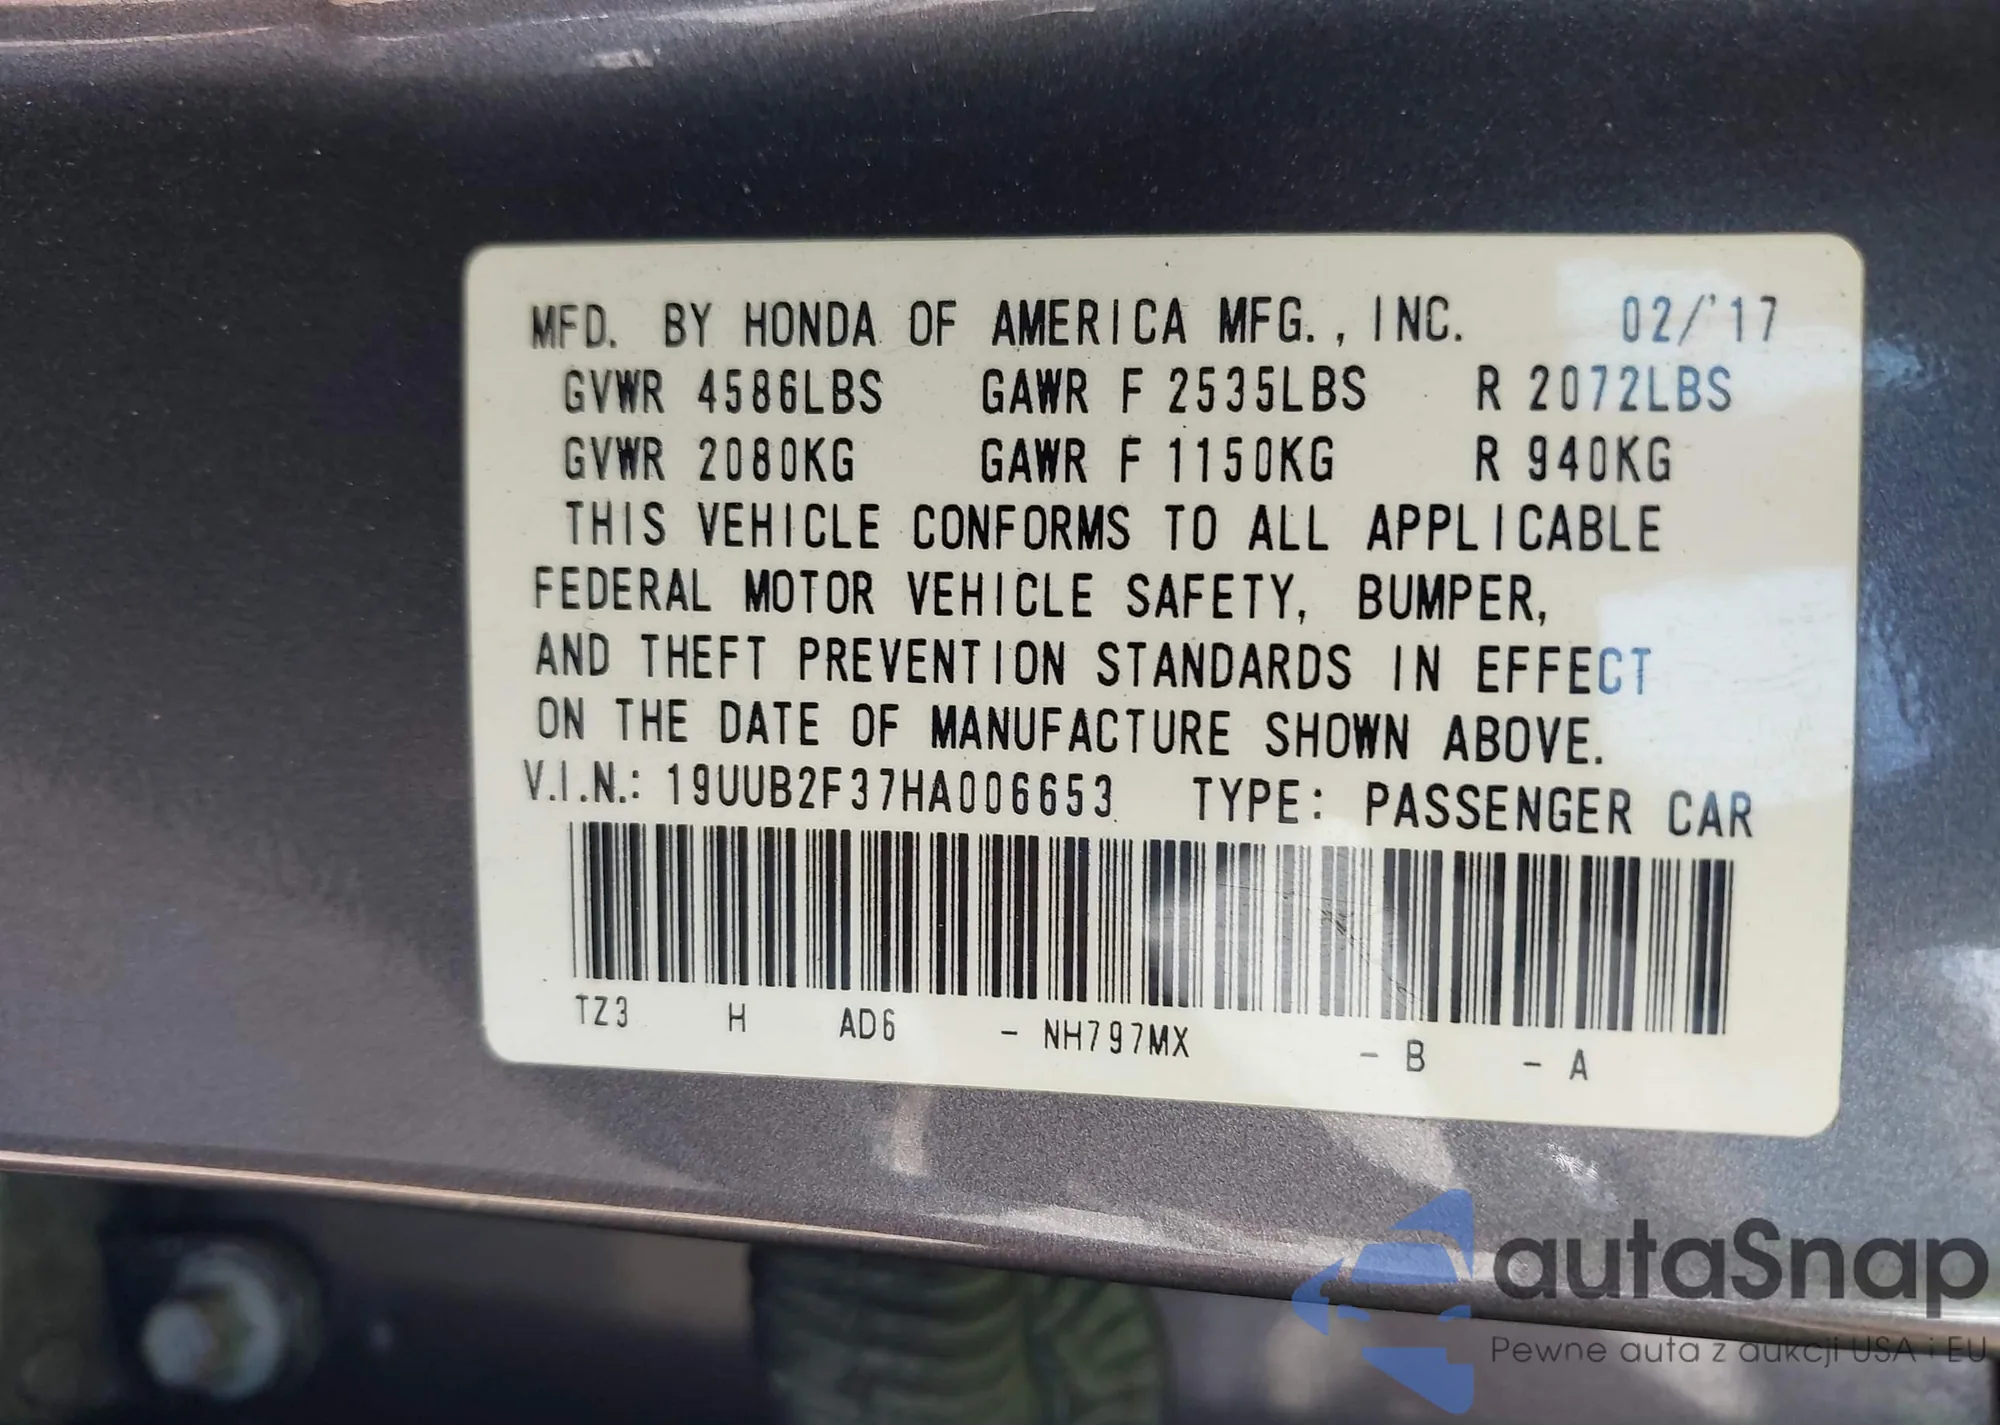 MFD. BY HONDA OF AMERICA MFG., INC. 02/'17
GVWR 4586LBS GAWR F 2535LBS R 2072LBS
GVWR 2080KG GAWR F 1150KG R 940KG
THIS VEHICLE CONFORMS TO ALL APPLICABLE
FEDERAL MOTOR VEHICLE SAFETY, BUMPER,
AND THEFT PREVENTION STANDARDS IN EFFECT
ON THE DATE OF MANUFACTURE SHOWN ABOVE.
V.I.N.: 19UUB2F37HA006653 TYPE: PASSENGER CAR
TZ3 H AD6 - NH797MX - B - A
autaSnap
Pewne auta z aukcji USA i EU